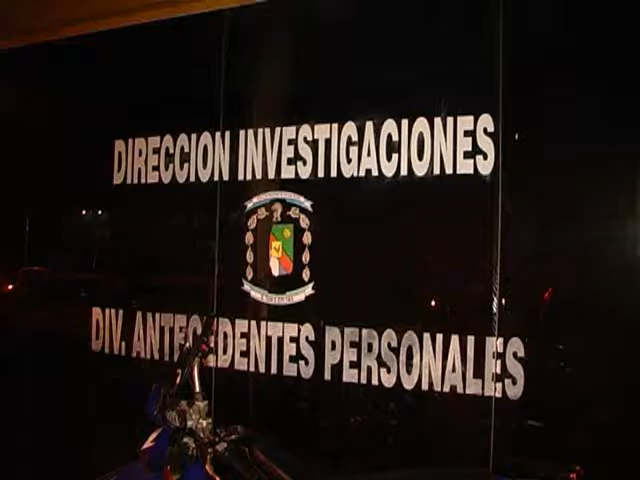 DIRECCION INVESTIGACIONES
DIV. ANTECEDENTES PERSONALES